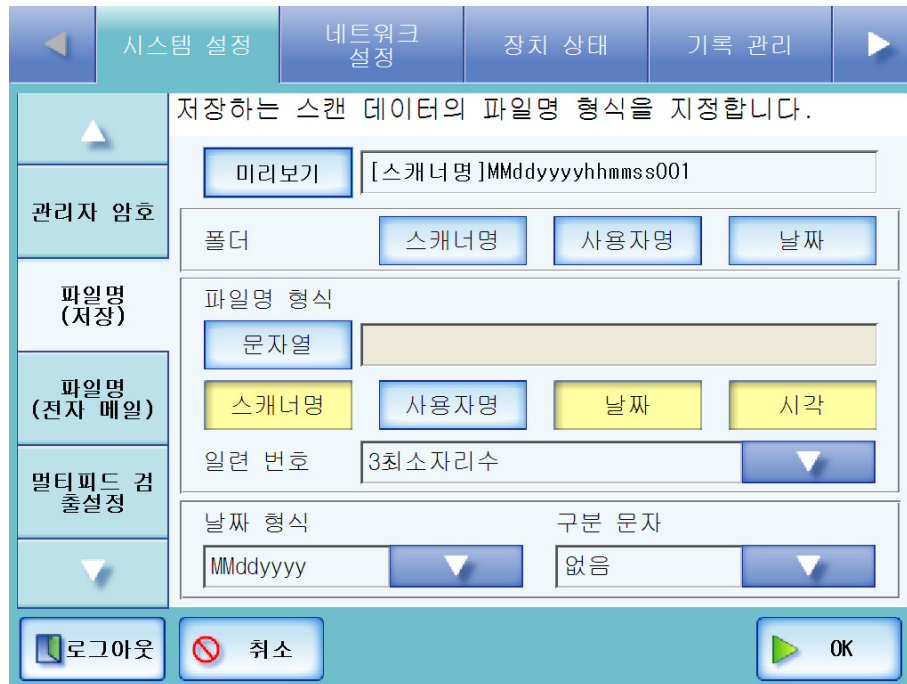 시스템 설정
네트워크
설정
장치 상태
기록 관리
저장하는 스캔 데이터의 파일명 형식을 지정합니다.
관리자 암호
파일명
(저장)
파일명
(전자 메일)
멀티피드 검
출설정
미리보기
[스캐너명]MMddyyyyhhmmss001
폴더
스캐너명
사용자명
날짜
파일명 형식
문자열
스캐너명
사용자명
날짜
시각
일련 번호
3최소자리수
날짜 형식
구분 문자
MMddyyyy
없음
로그아웃
취소
OK